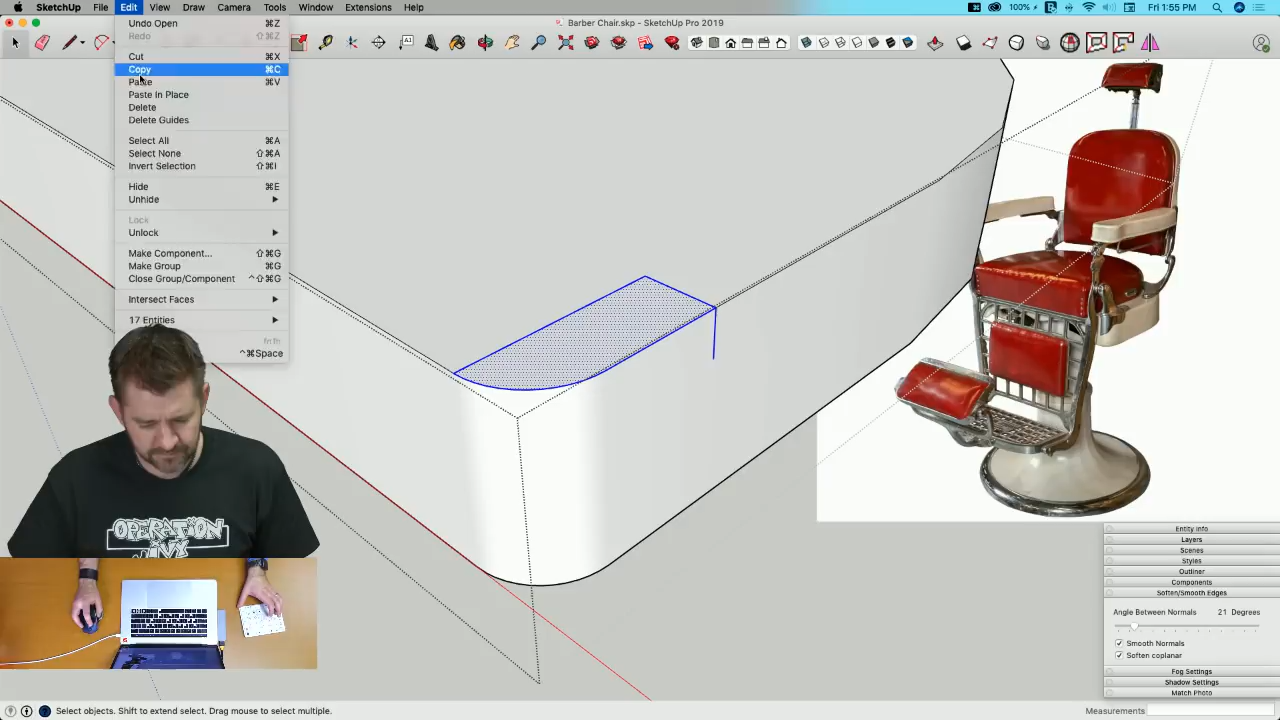 SketchUp File Edit View Draw Camera Tools Window Extensions Help
100% Fri 1:55 PM
Barber Chair.skp - SketchUp Pro 2019
Undo Open ⌘Z
Redo ⇧⌘Z
Cut ⌘X
Copy ⌘C
Paste ⌘V
Paste In Place
Delete
Delete Guides
Select All ⌘A
Select None ⇧⌘A
Invert Selection ⇧⌘I
Hide ⌘E
Unhide
Lock
Unlock
Make Component... ⇧⌘G
Make Group ⌘G
Close Group/Component ^⇧⌘G
Intersect Faces
17 Entities
fn fn
^⌘Space
OPERATION
IVY
Entity Info
Layers
Scenes
Styles
Outliner
Components
Soften/Smooth Edges
Angle Between Normals 21 Degrees
Smooth Normals
Soften coplanar
Fog Settings
Shadow Settings
Match Photo
Select objects. Shift to extend select. Drag mouse to select multiple.
Measurements